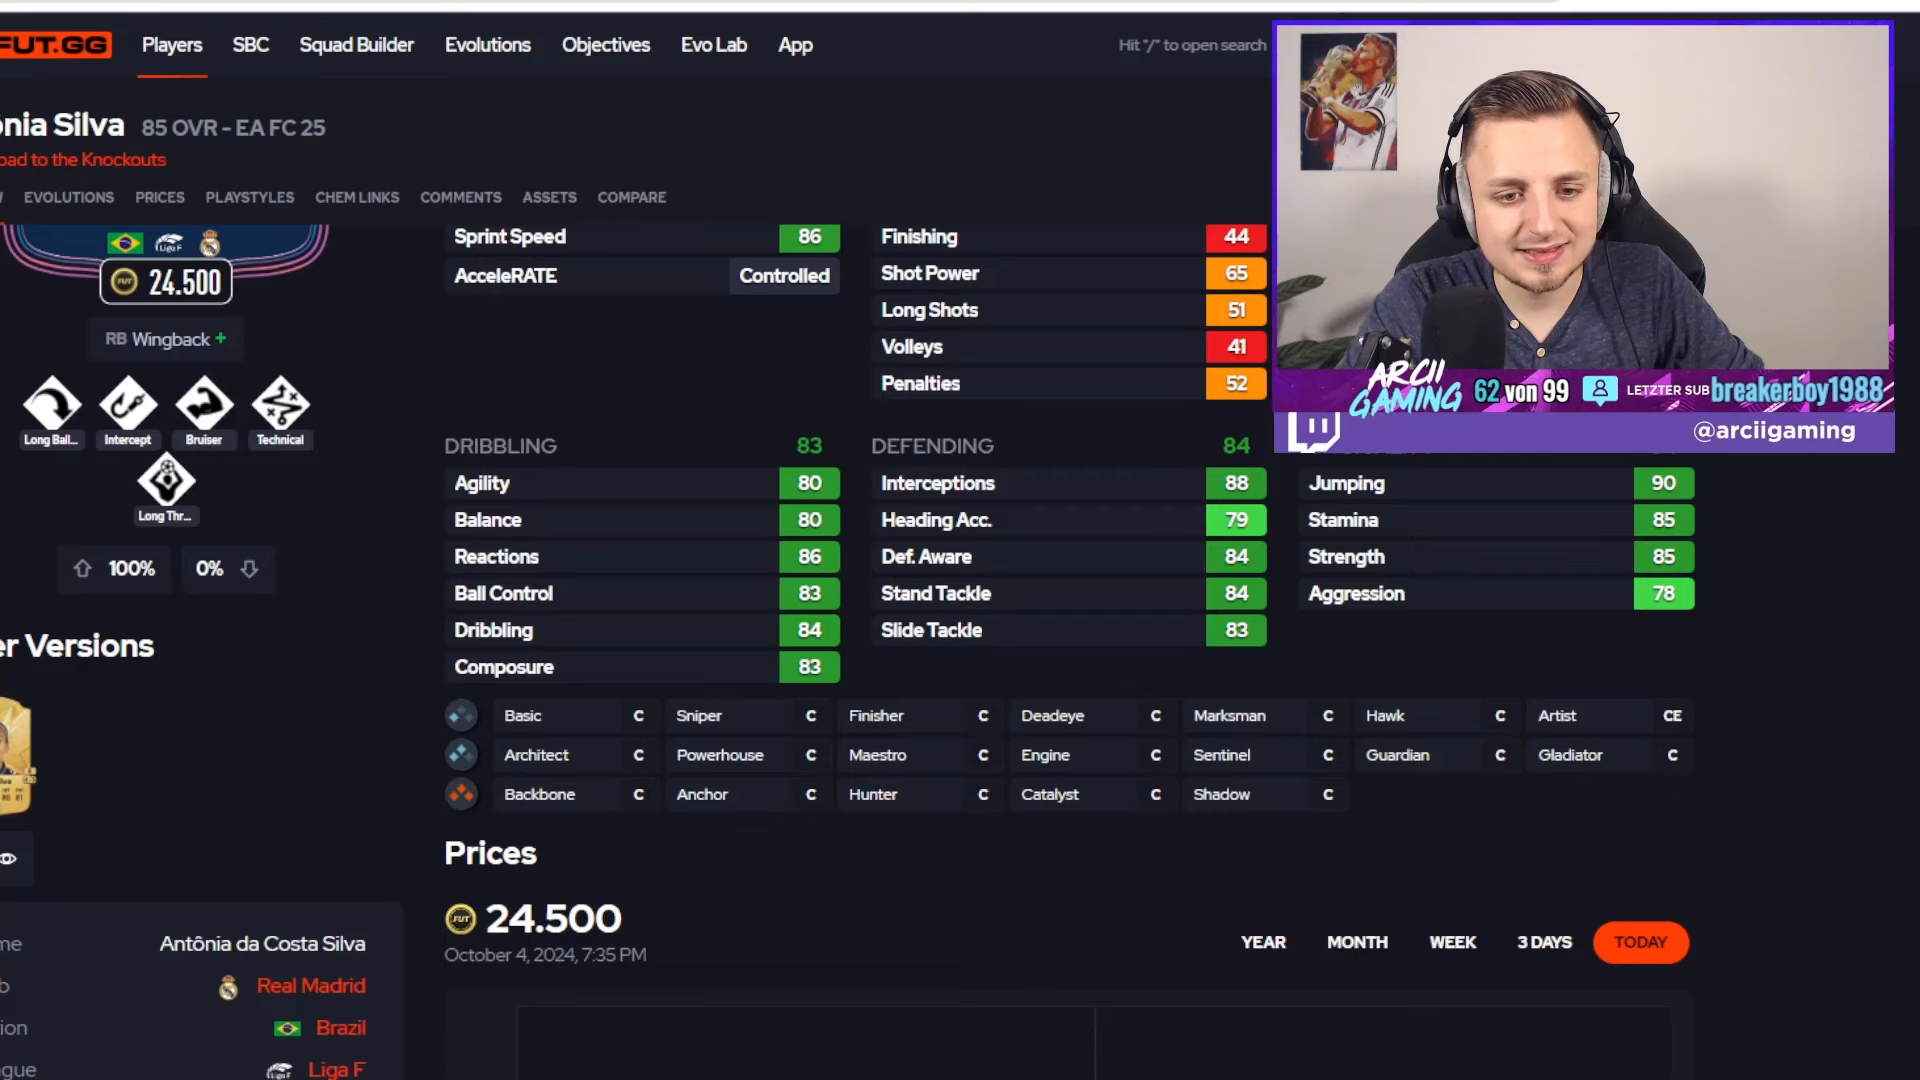 FUT.GG Players SBC Squad Builder Evolutions Objectives Evo Lab App Hit "/" to open search
ônia Silva 85 OVR - EA FC 25
oad to the Knockouts
EVOLUTIONS PRICES PLAYSTYLES CHEM LINKS COMMENTS ASSETS COMPARE
Liga F
24.500
RB Wingback +
Long Ball... Intercept Bruiser Technical
Long Thr...
100% 0%
er Versions
Sprint Speed 86
AcceleRATE Controlled
Finishing 44
Shot Power 65
Long Shots 51
Volleys 41
Penalties 52
DRIBBLING 83
Agility 80
Balance 80
Reactions 86
Ball Control 83
Dribbling 84
Composure 83
DEFENDING 84
Interceptions 88
Heading Acc. 79
Def. Aware 84
Stand Tackle 84
Slide Tackle 83
Jumping 90
Stamina 85
Strength 85
Aggression 78
Basic C Sniper C Finisher C Deadeye C Marksman C Hawk C Artist CE
Architect C Powerhouse C Maestro C Engine C Sentinel C Guardian C Gladiator C
Backbone C Anchor C Hunter C Catalyst C Shadow C
Prices
FUT 24.500
October 4, 2024, 7:35 PM
YEAR MONTH WEEK 3 DAYS TODAY
me Antônia da Costa Silva
b Real Madrid
ion Brazil
gue Liga F
ARCII
GAMING
62 von 99
LETZTER SUB breakerboy1988
@arciigaming